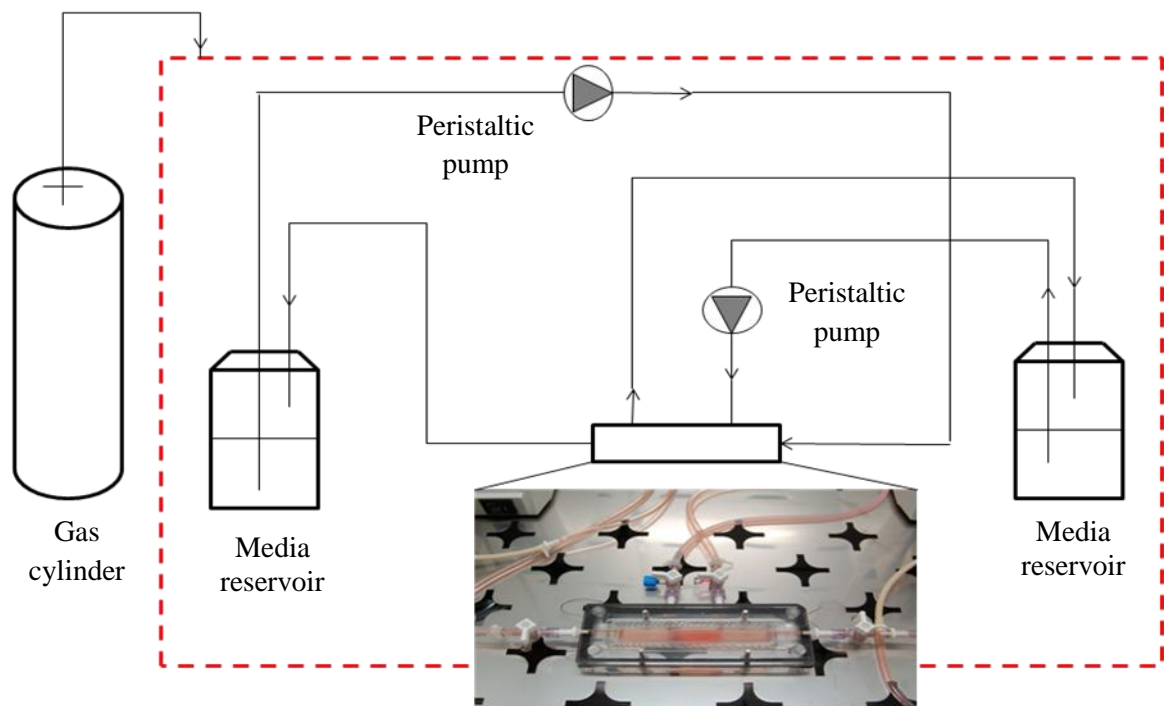 Peristaltic
pump
Peristaltic
pump
Gas
cylinder
Media
reservoir
Media
reservoir